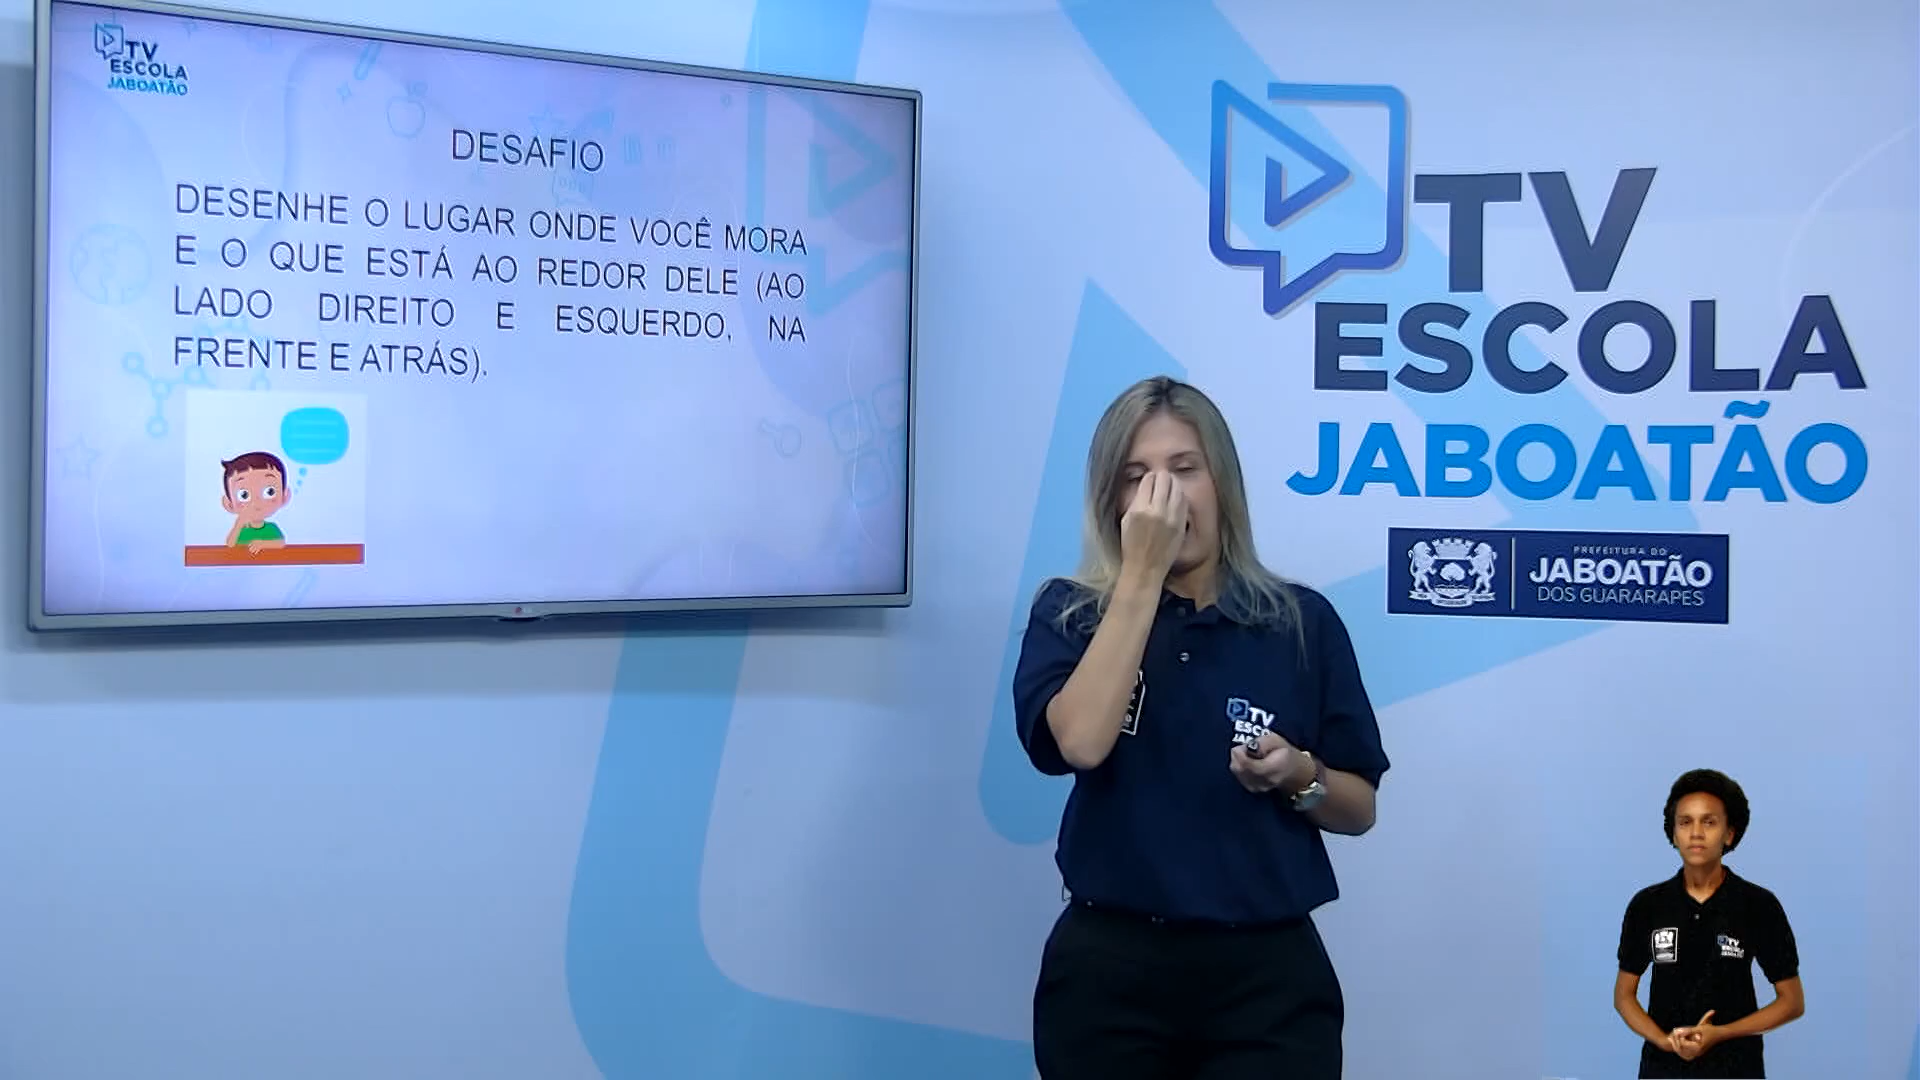 TV
ESCOLA
JABOATÃO
DESAFIO
DESENHE O LUGAR ONDE VOCÊ MORA
E O QUE ESTÁ AO REDOR DELE (AO
LADO DIREITO E ESQUERDO, NA
FRENTE E ATRÁS).
TV
ESCOLA
JABOATÃO
PREFEITURA DO
JABOATÃO
DOS GUARARAPES
TV
TV
ESCOLA
JABOATÃO